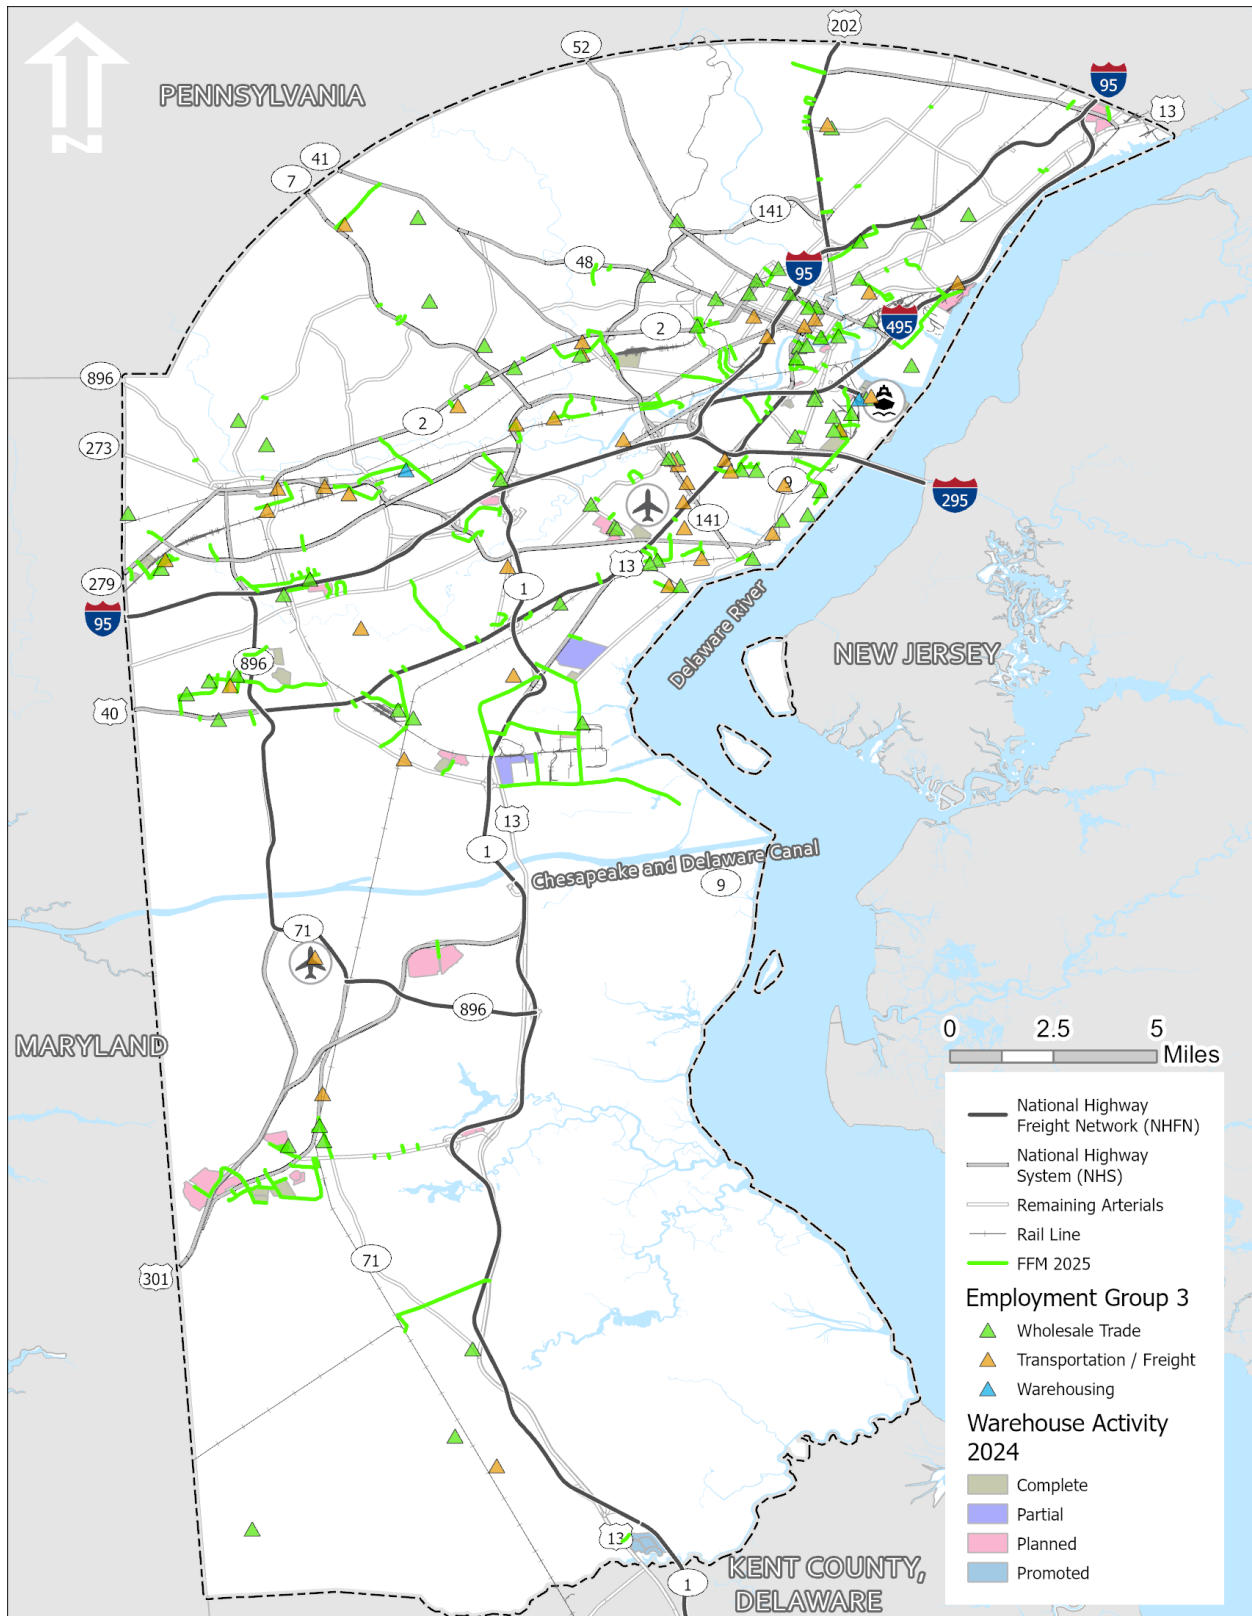 202
52
95
13
PENNSYLVANIA
41
7
141
48
95
2
495
896
2
273
9
295
141
13
279
1
95
Delaware River
NEW JERSEY
896
40
13
1
Chesapeake and Delaware Canal
9
71
896
MARYLAND
0 2.5 5
Miles
National Highway
Freight Network (NHFN)
National Highway
System (NHS)
Remaining Arterials
Rail Line
FFM 2025
Employment Group 3
Wholesale Trade
Transportation / Freight
Warehousing
Warehouse Activity
2024
Complete
Partial
Planned
Promoted
71
301
13
KENT COUNTY,
DELAWARE
1
N